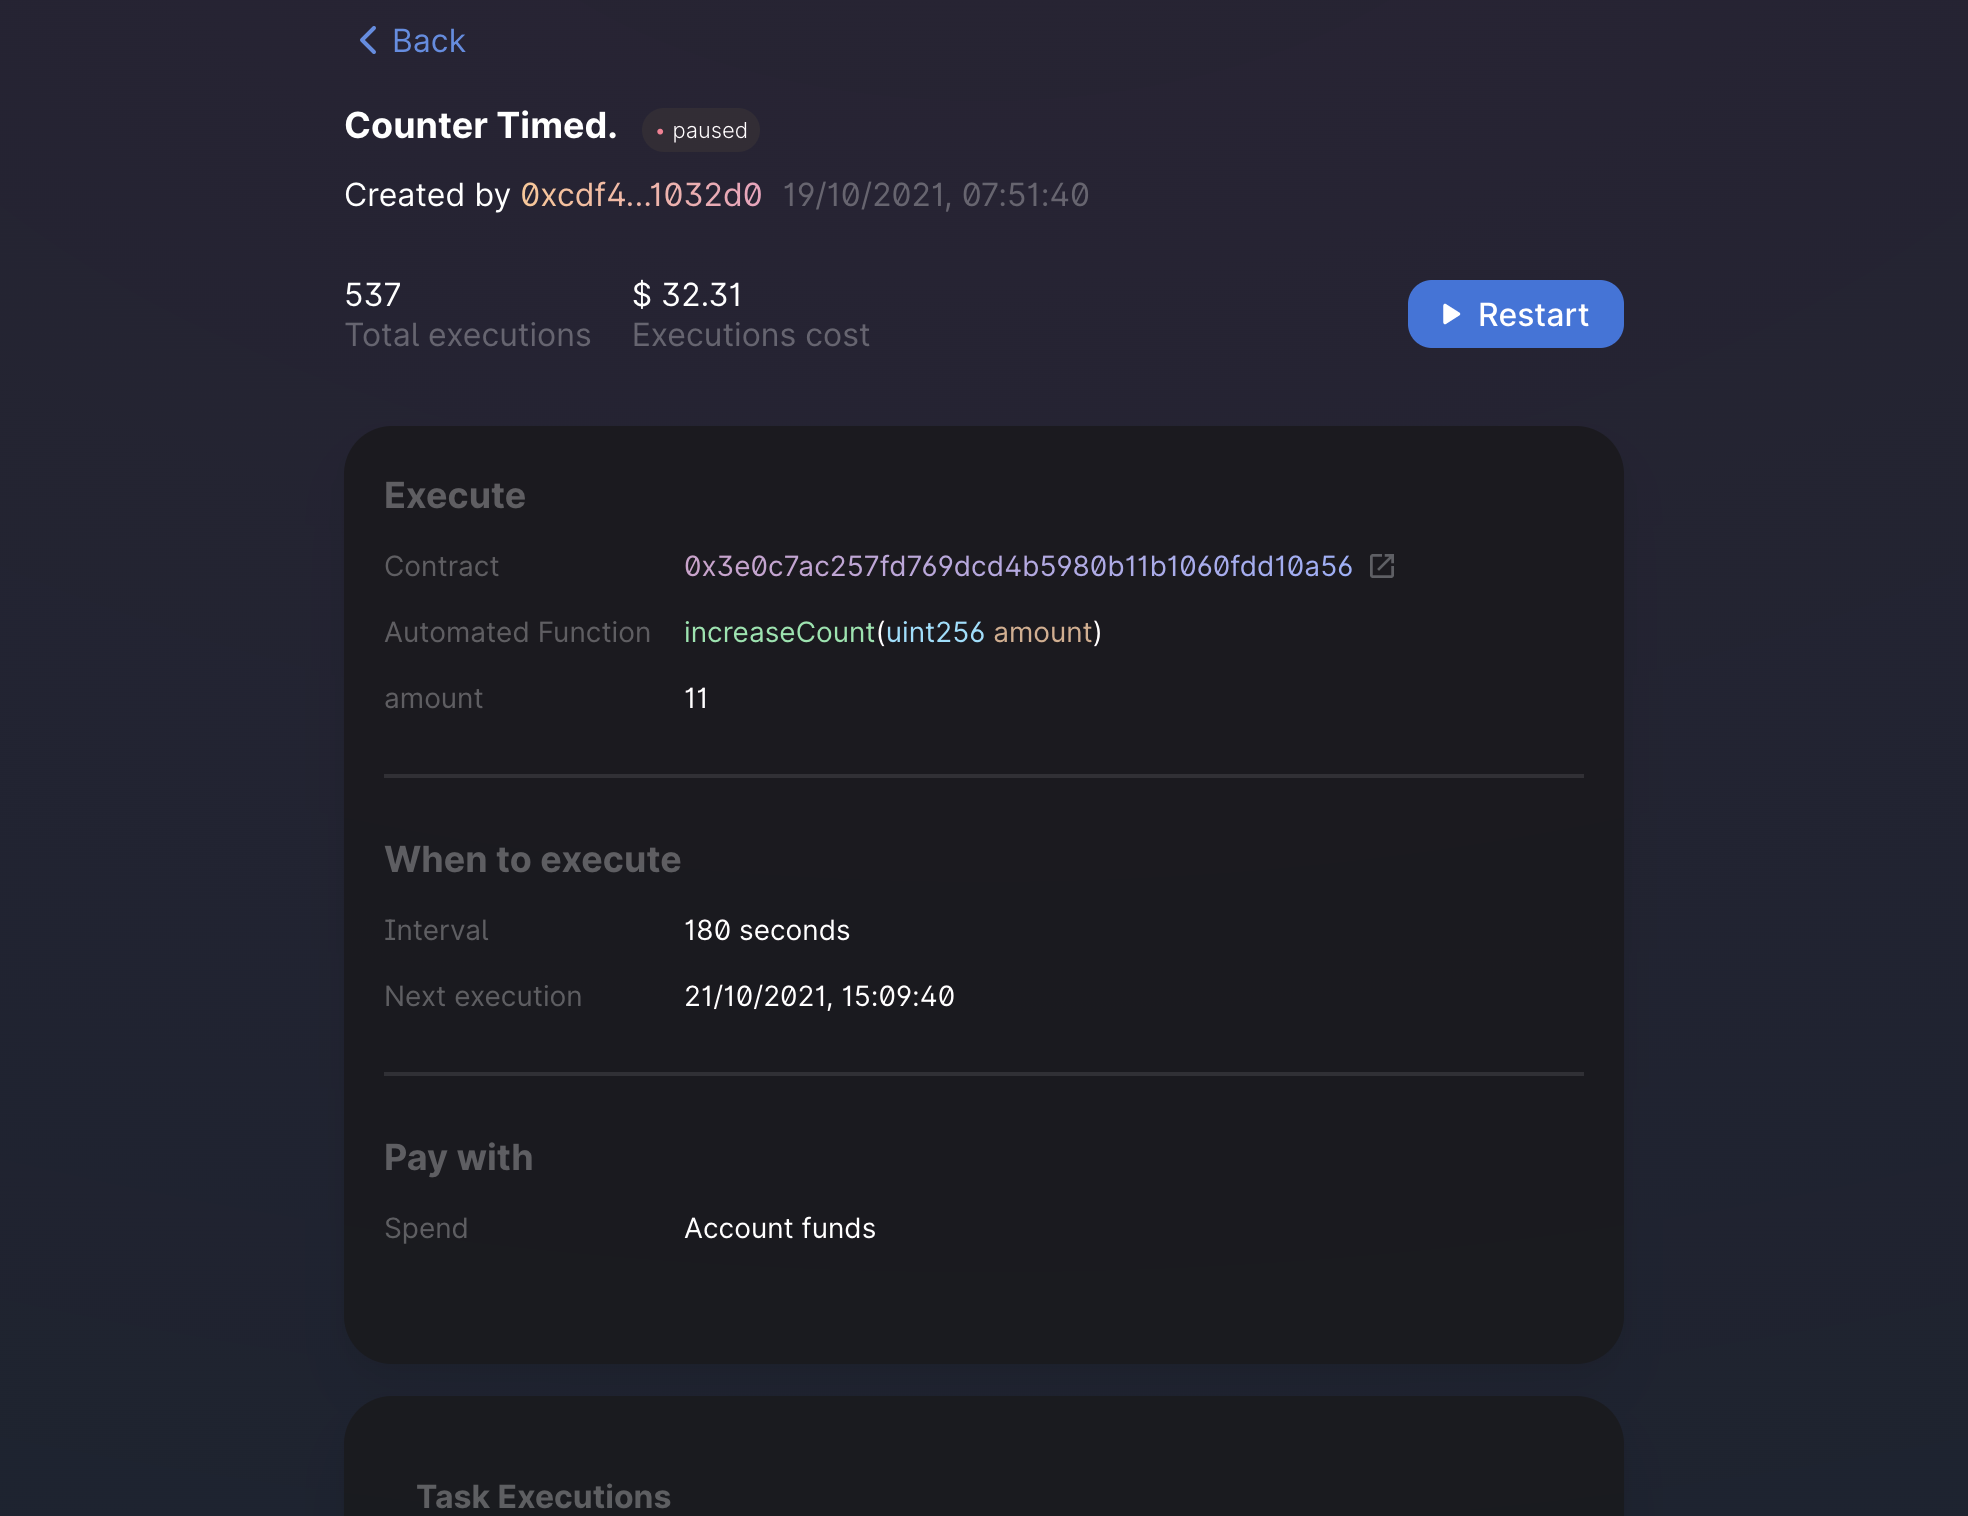 Back
Counter Timed. • paused
Created by 0xcdf4...1032d0 19/10/2021, 07:51:40
537 $ 32.31
Total executions Executions cost
Restart
Execute
Contract 0x3e0c7ac257fd769dcd4b5980b11b1060fdd10a56
Automated Function increaseCount(uint256 amount)
amount 11
When to execute
Interval 180 seconds
Next execution 21/10/2021, 15:09:40
Pay with
Spend Account funds
Task Executions